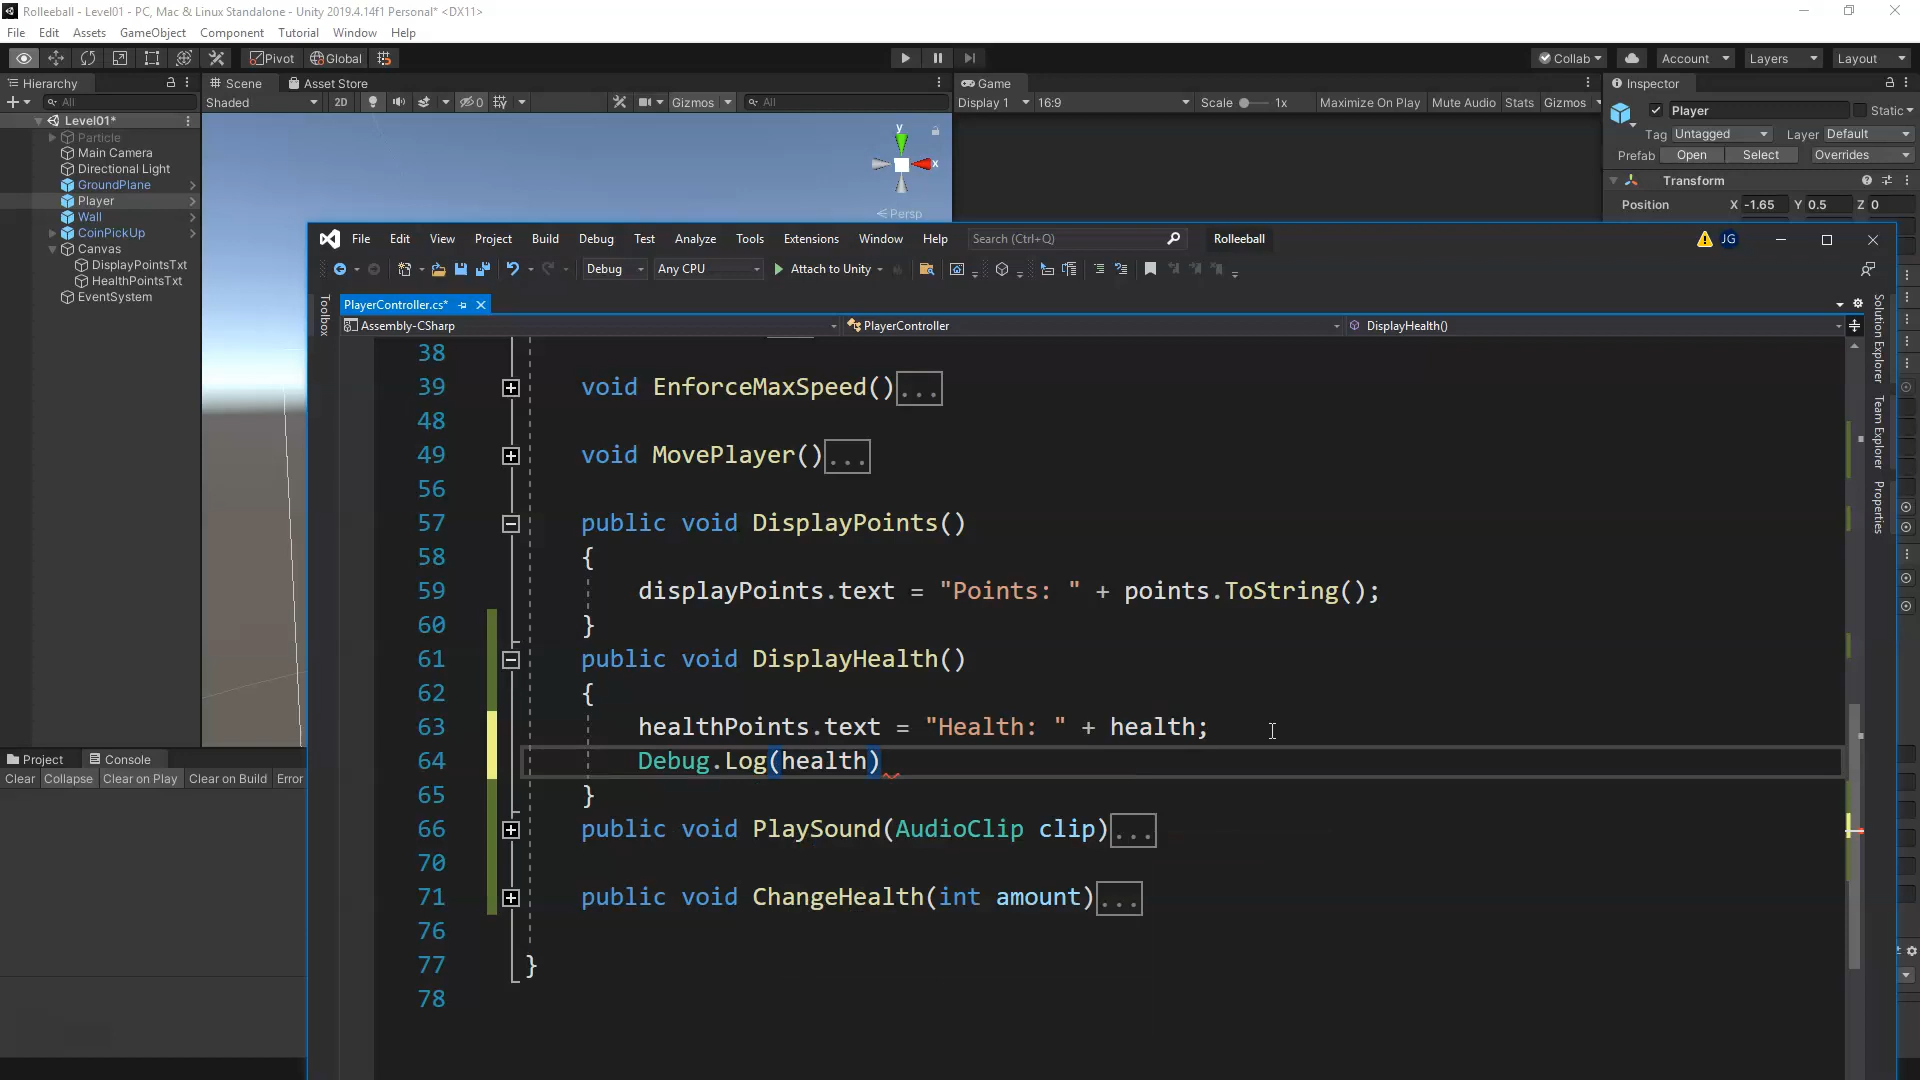 Rolleeball - Level01 - PC, Mac & Linux Standalone - Unity 2019.4.14f1 Personal* <DX11>
File Edit Assets GameObject Component Tutorial Window Help
Pivot Global Collab Account Layers Layout
Hierarchy Scene Asset Store Game Inspector
All Shaded 2D 0 Gizmos All Display 1 16:9 Scale 1x Maximize On Play Mute Audio Stats Gizmos
Player Static
Tag Untagged Layer Default
Prefab Open Select Overrides
Transform
Position X -1.65 Y 0.5 Z 0
Level01*
Particle
Main Camera
Directional Light
GroundPlane
Player
Wall
CoinPickUp
Canvas
DisplayPointsTxt
HealthPointsTxt
EventSystem
y
x
Persp
File Edit View Project Build Debug Test Analyze Tools Extensions Window Help Search (Ctrl+Q) Rolleeball JG
Debug Any CPU Attach to Unity
Toolbox
PlayerController.cs*
Assembly-CSharp PlayerController DisplayHealth()
Solution Explorer
Team Explorer
Properties
38
39 void EnforceMaxSpeed()...
48
49 void MovePlayer()...
56
57 public void DisplayPoints()
58 {
59 displayPoints.text = "Points: " + points.ToString();
60 }
61 public void DisplayHealth()
62 {
63 healthPoints.text = "Health: " + health;
64 Debug.Log(health)
65 }
66 public void PlaySound(AudioClip clip)...
70
71 public void ChangeHealth(int amount)...
76
77 }
78
Project Console
Clear Collapse Clear on Play Clear on Build Error